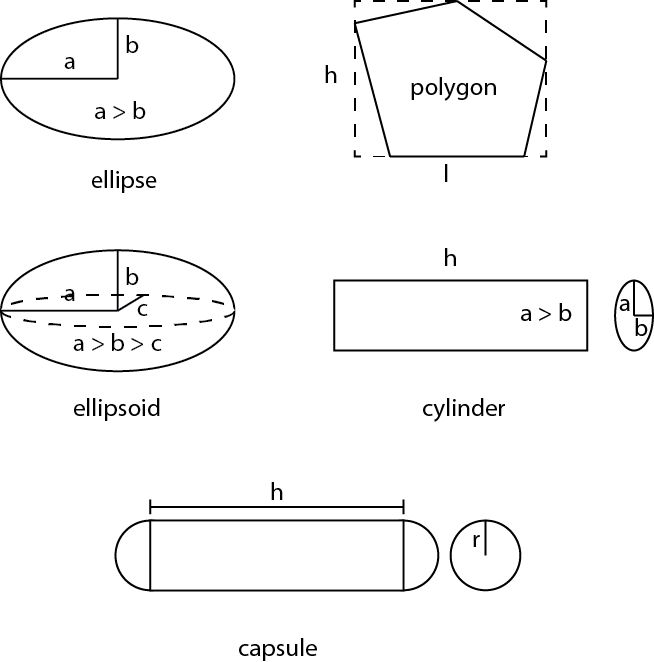 a
b
a > b
ellipse
h
polygon
l
a
b
c
a > b > c
ellipsoid
h
a > b
a
b
cylinder
h
r
capsule